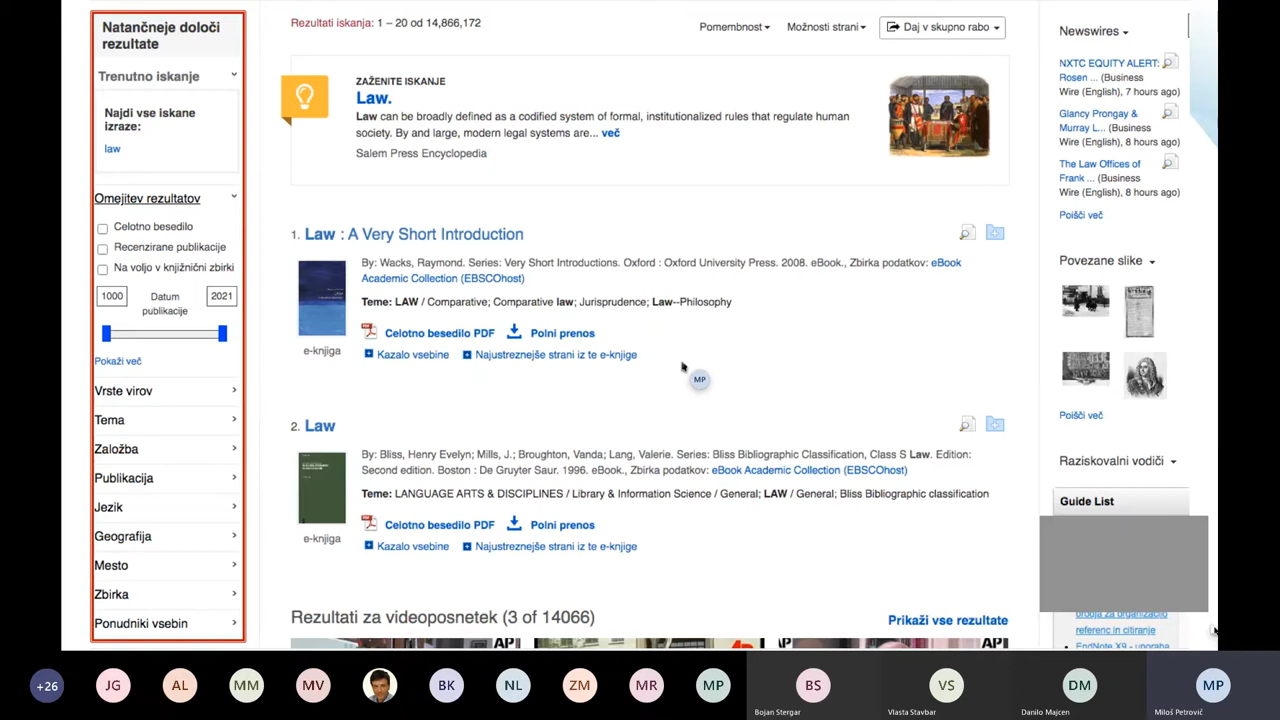 Natančneje določi
rezultate
Trenutno iskanje
Najdi vse iskane
izraze:
law
Omejitev rezultatov
Celotno besedilo
Recenzirane publikacije
Na voljo v knjižnični zbirki
1000
Datum
publikacije
2021
Pokaži več
Vrste virov
Tema
Založba
Publikacija
Jezik
Geografija
Mesto
Zbirka
Ponudniki vsebin
Rezultati iskanja: 1 – 20 od 14,866,172
Pomembnost
Možnosti strani
Daj v skupno rabo
ZAŽENITE ISKANJE
Law.
Law can be broadly defined as a codified system of formal, institutionalized rules that regulate human
society. By and large, modern legal systems are... več
Salem Press Encyclopedia
1. Law : A Very Short Introduction
By: Wacks, Raymond. Series: Very Short Introductions. Oxford : Oxford University Press. 2008. eBook., Zbirka podatkov: eBook
Academic Collection (EBSCOhost)
Teme: LAW / Comparative; Comparative law; Jurisprudence; Law--Philosophy
Celotno besedilo PDF
Polni prenos
e-knjiga
Kazalo vsebine
Najustreznejše strani iz te e-knjige
MP
2. Law
By: Bliss, Henry Evelyn; Mills, J.; Broughton, Vanda; Lang, Valerie. Series: Bliss Bibliographic Classification, Class S Law. Edition:
Second edition. Boston : De Gruyter Saur. 1996. eBook., Zbirka podatkov: eBook Academic Collection (EBSCOhost)
Teme: LANGUAGE ARTS & DISCIPLINES / Library & Information Science / General; LAW / General; Bliss Bibliographic classification
Celotno besedilo PDF
Polni prenos
e-knjiga
Kazalo vsebine
Najustreznejše strani iz te e-knjige
Rezultati za videoposnetek (3 of 14066)
Prikaži vse rezultate
AP
AP
Newswires
NXTC EQUITY ALERT:
Rosen ... (Business
Wire (English), 7 hours ago)
Glancy Prongay &
Murray L... (Business
Wire (English), 8 hours ago)
The Law Offices of
Frank ... (Business
Wire (English), 8 hours ago)
Poišči več
Povezane slike
Poišči več
Raziskovalni vodiči
Guide List
orodja za organizacijo
referenc in citiranje
EndNote X9 - uporaba
+26
JG
AL
MM
MV
BK
NL
ZM
MR
MP
BS
Bojan Stergar
VS
Vlasta Stavbar
DM
Danilo Majcen
MP
Miloš Petrovič